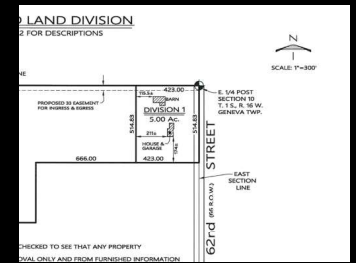 D LAND DIVISION
2 FOR DESCRIPTIONS
N
SCALE: 1"=300'
NE
423.00
E. 1/4 POST
SECTION 10
T. 1 S., R. 16 W.
GENEVA TWP.
PROPOSED 33 EASEMENT
FOR INGRESS & EGRESS
BARN
DIVISION 1
5.00 Ac.
514.83
514.83
211±
HOUSE &
GARAGE
174±
666.00
423.00
EAST
SECTION
LINE
62nd (66 R.O.W.) STREET
CHECKED TO SEE THAT ANY PROPERTY
OVAL ONLY AND FROM FURNISHED INFORMATION